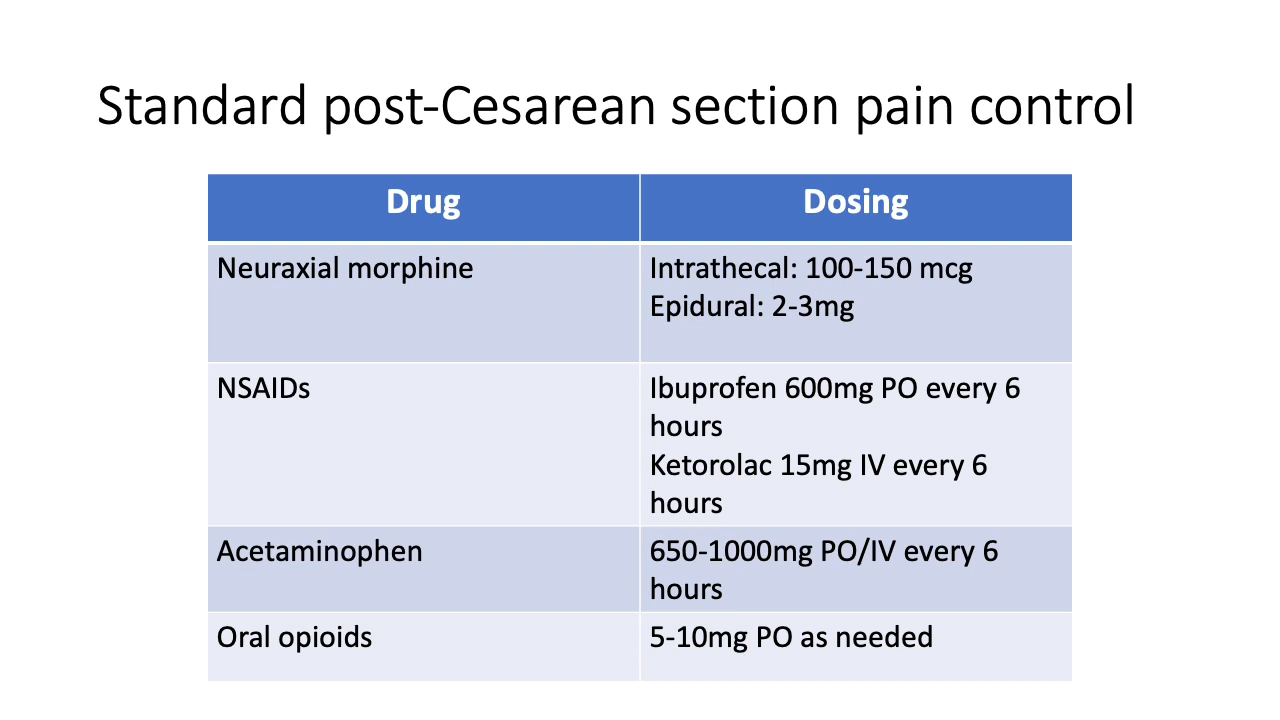 Standard post-Cesarean section pain control
Drug
Dosing
Neuraxial morphine
Intrathecal: 100-150 mcg
Epidural: 2-3mg
NSAIDs
Ibuprofen 600mg PO every 6
hours
Ketorolac 15mg IV every 6
hours
Acetaminophen
650-1000mg PO/IV every 6
hours
Oral opioids
5-10mg PO as needed